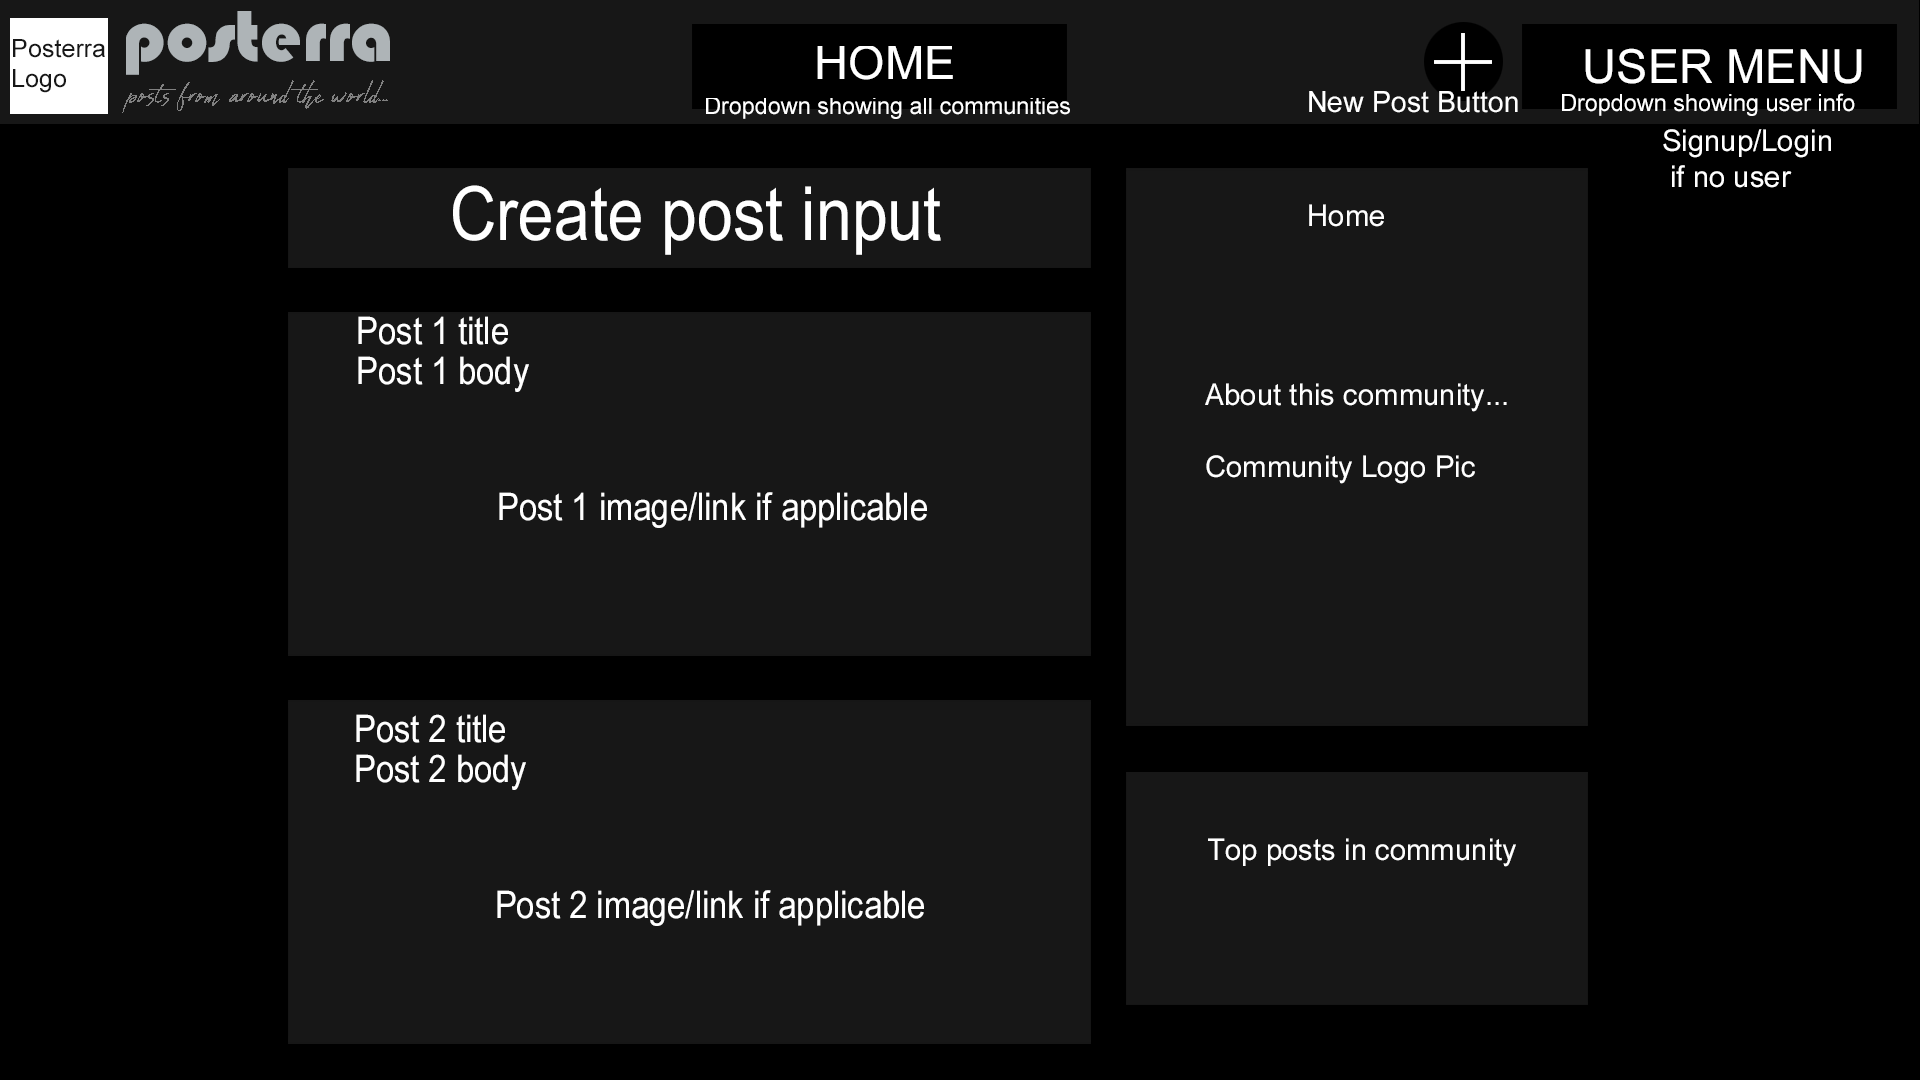 Posterra
Logo
posterra
posts from around the world...
HOME
Dropdown showing all communities
New Post Button
USER MENU
Dropdown showing user info
Signup/Login
if no user
Create post input
Post 1 title
Post 1 body
Post 1 image/link if applicable
Post 2 title
Post 2 body
Post 2 image/link if applicable
Home
About this community...
Community Logo Pic
Top posts in community